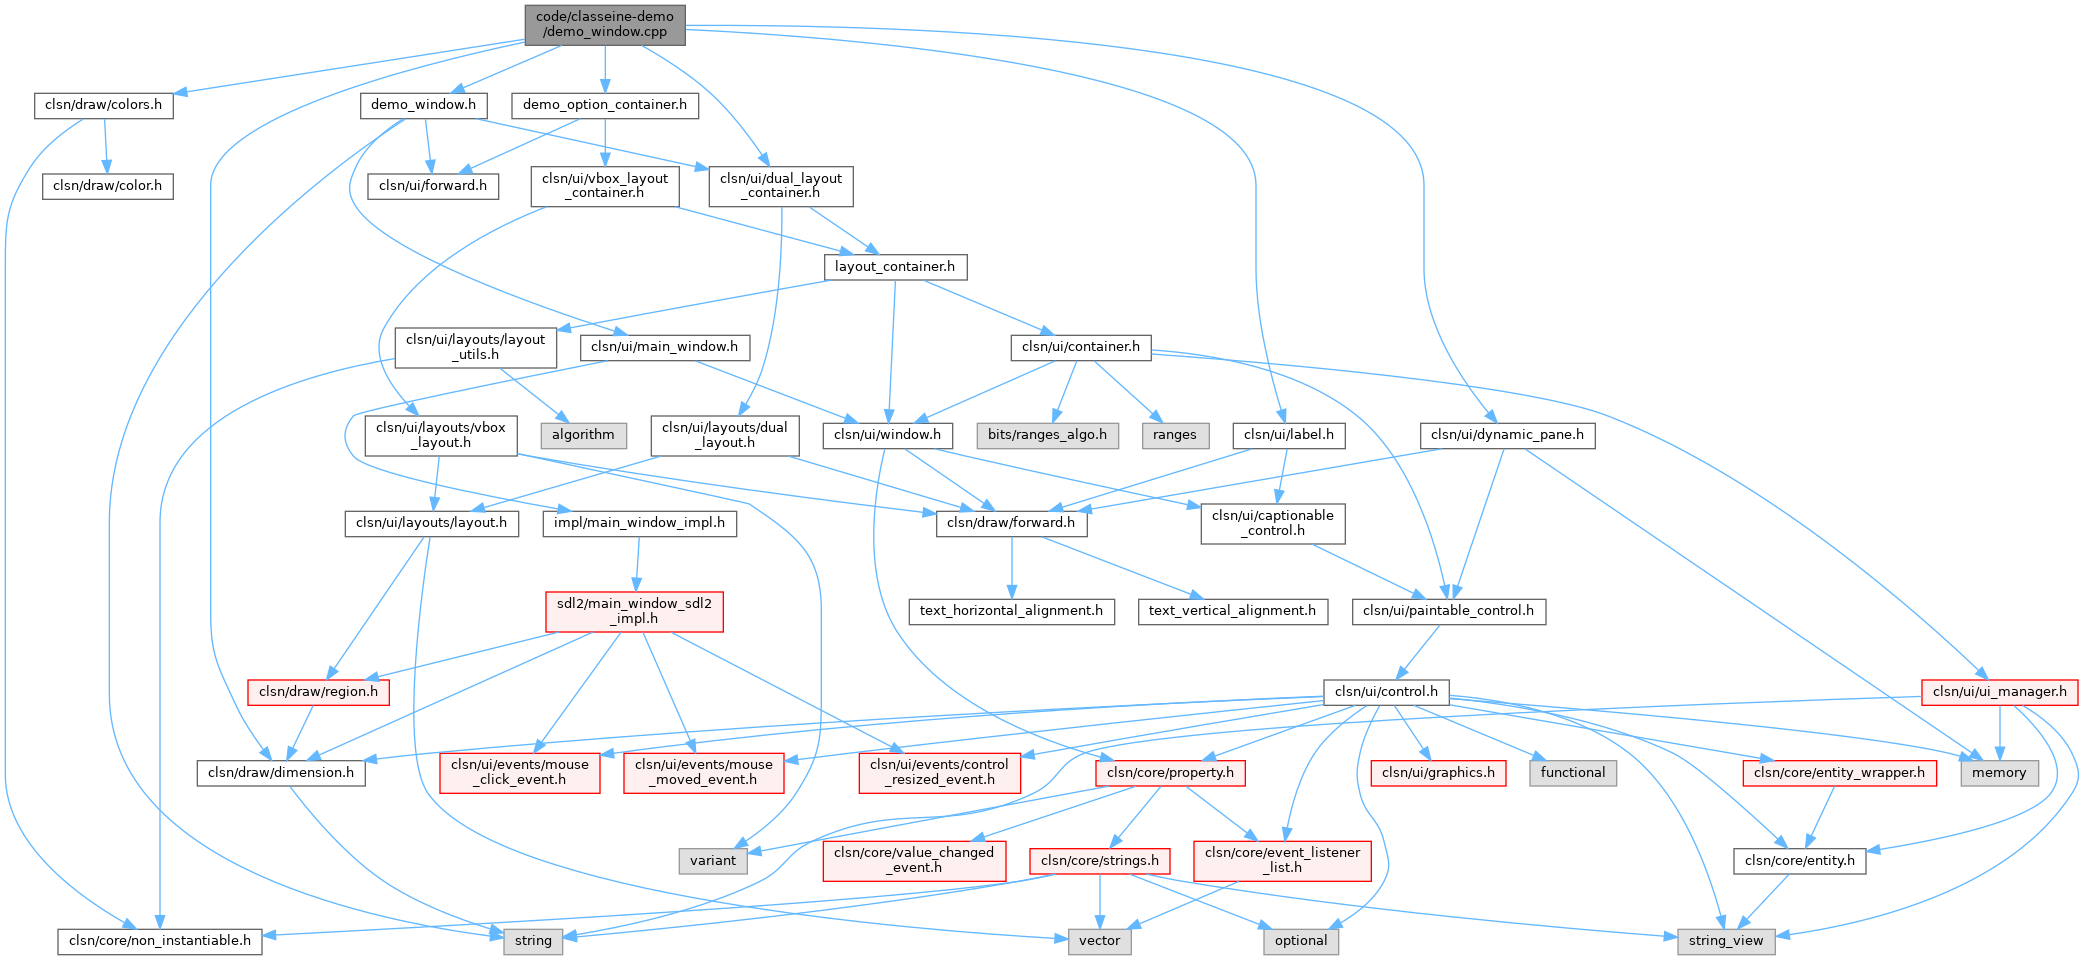 code/classeine-demo
/demo_window.cpp
clsn/draw/colors.h
demo_window.h
demo_option_container.h
clsn/draw/color.h
clsn/ui/forward.h
clsn/ui/vbox_layout
_container.h
clsn/ui/dual_layout
_container.h
layout_container.h
clsn/ui/layouts/layout
_utils.h
clsn/ui/main_window.h
clsn/ui/container.h
clsn/ui/layouts/vbox
_layout.h
algorithm
clsn/ui/layouts/dual
_layout.h
clsn/ui/window.h
bits/ranges_algo.h
ranges
clsn/ui/label.h
clsn/ui/dynamic_pane.h
clsn/ui/layouts/layout.h
impl/main_window_impl.h
clsn/draw/forward.h
clsn/ui/captionable
_control.h
sdl2/main_window_sdl2
_impl.h
text_horizontal_alignment.h
text_vertical_alignment.h
clsn/ui/paintable_control.h
clsn/draw/region.h
clsn/ui/control.h
clsn/ui/ui_manager.h
clsn/draw/dimension.h
clsn/ui/events/mouse
_click_event.h
clsn/ui/events/mouse
_moved_event.h
clsn/ui/events/control
_resized_event.h
clsn/core/property.h
clsn/ui/graphics.h
functional
clsn/core/entity_wrapper.h
memory
variant
clsn/core/value_changed
_event.h
clsn/core/strings.h
clsn/core/event_listener
_list.h
clsn/core/entity.h
clsn/core/non_instantiable.h
string
vector
optional
string_view